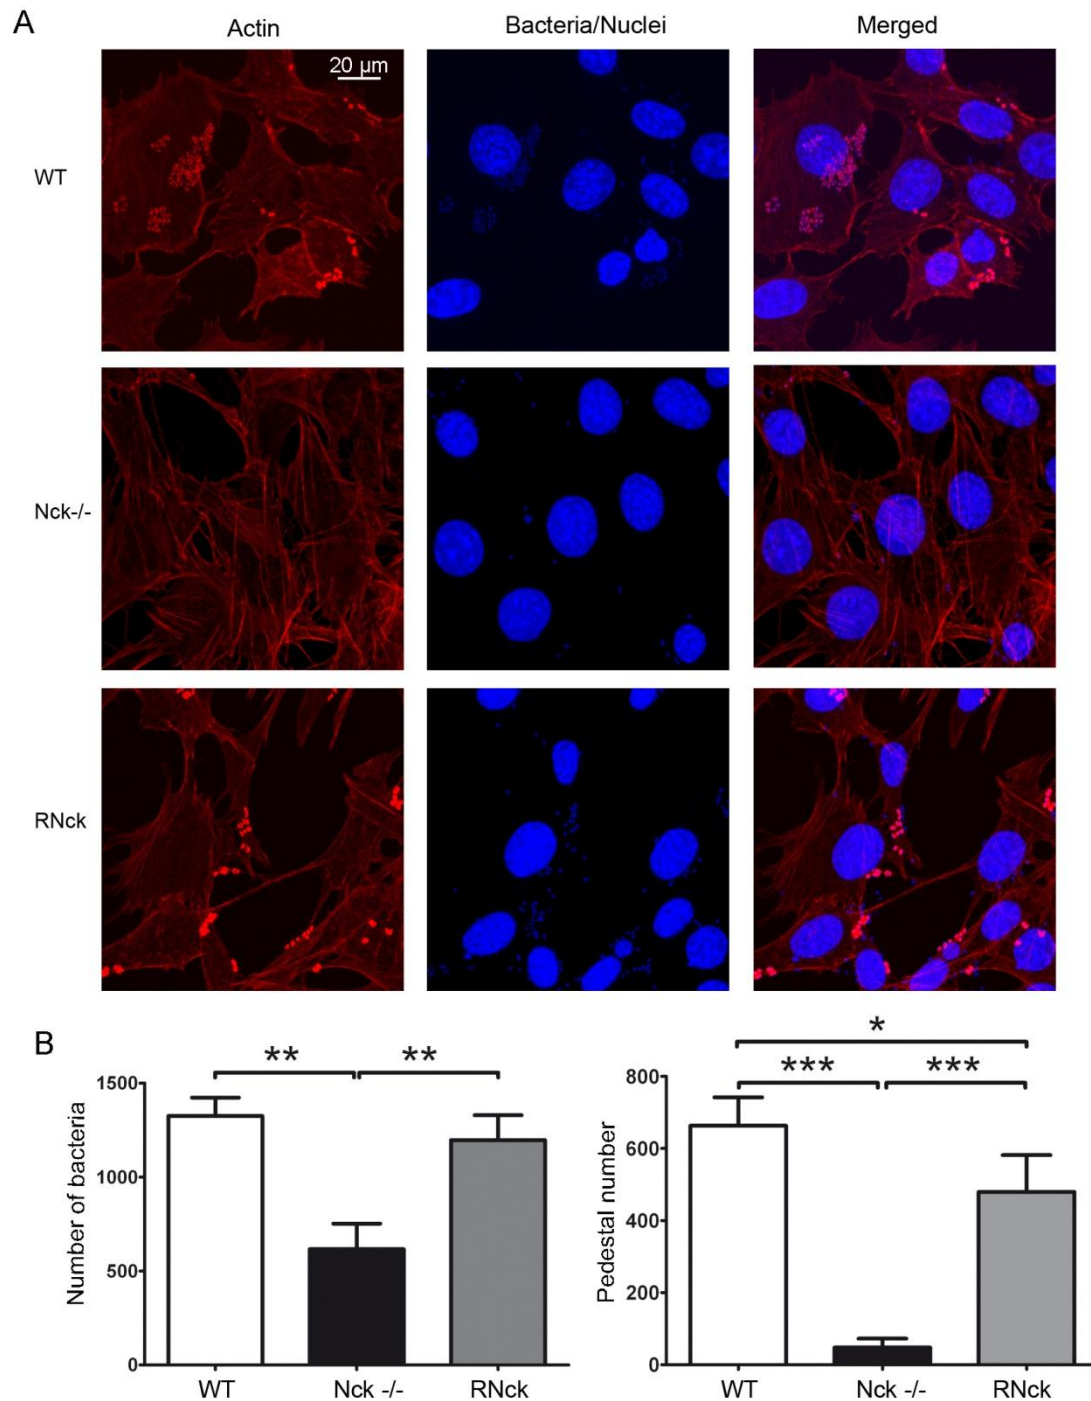 A
Actin
Bacteria/Nuclei
Merged
20 µm
WT
Nck-/-
RNck
B
** **
Number of bacteria
1500
1000
500
0
WT Nck -/- RNck
*
*** ***
Pedestal number
800
600
400
200
0
WT Nck -/- RNck